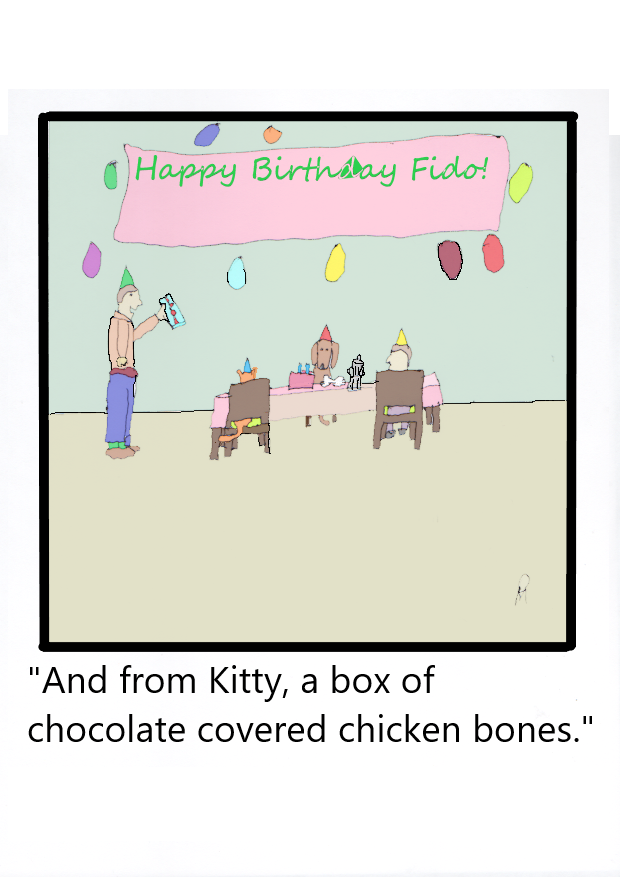 Happy Birthday Fido!
"And from Kitty, a box of
chocolate covered chicken bones."